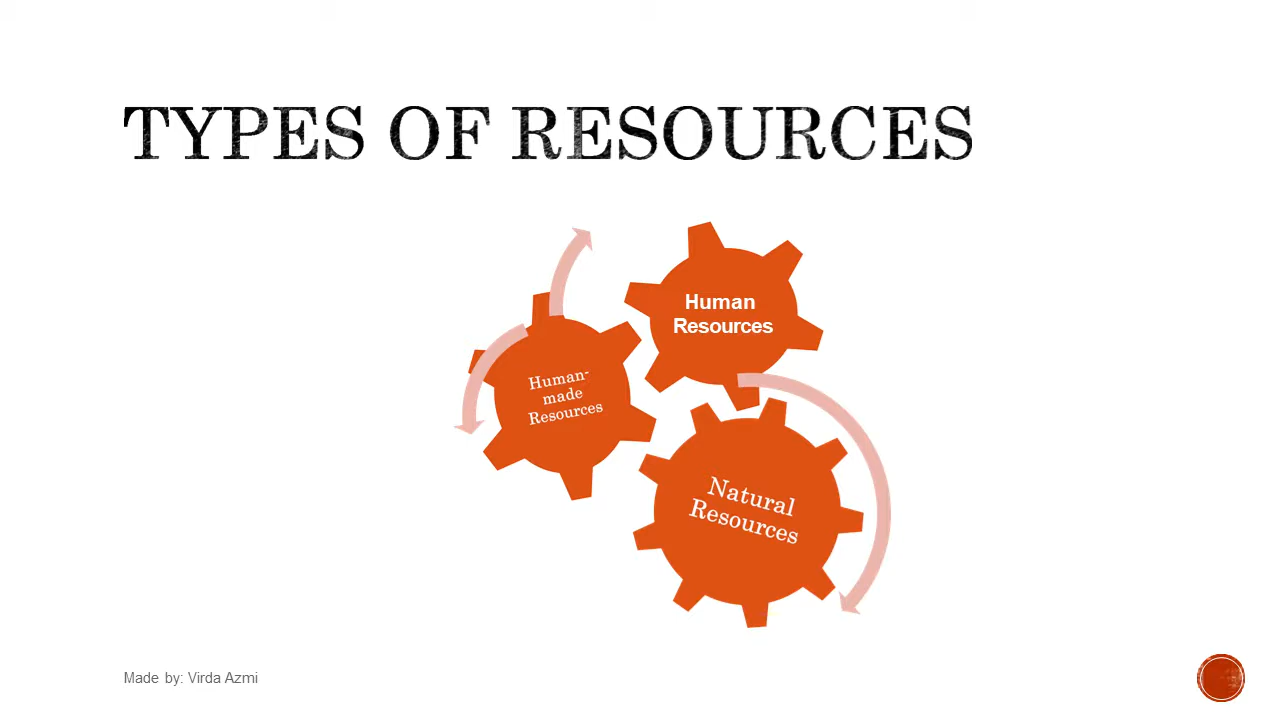 TYPES OF RESOURCES
Human
Resources
Human-
made
Resources
Natural
Resources
Made by: Virda Azmi